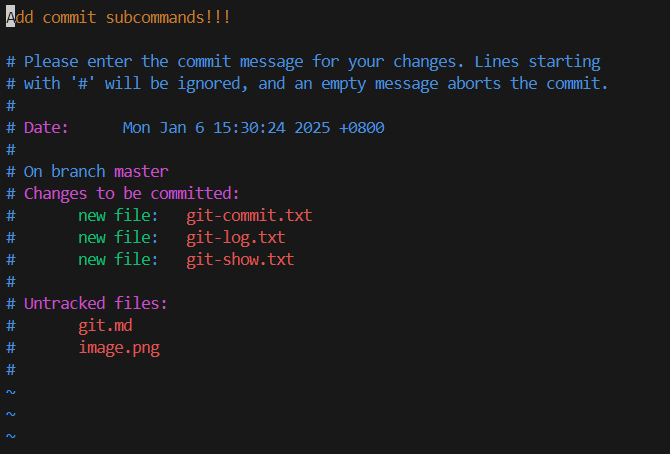 Add commit subcommands!!!
# Please enter the commit message for your changes. Lines starting
# with '#' will be ignored, and an empty message aborts the commit.
#
# Date:      Mon Jan 6 15:30:24 2025 +0800
#
# On branch master
# Changes to be committed:
#       new file:   git-commit.txt
#       new file:   git-log.txt
#       new file:   git-show.txt
#
# Untracked files:
#       git.md
#       image.png
#
~
~
~